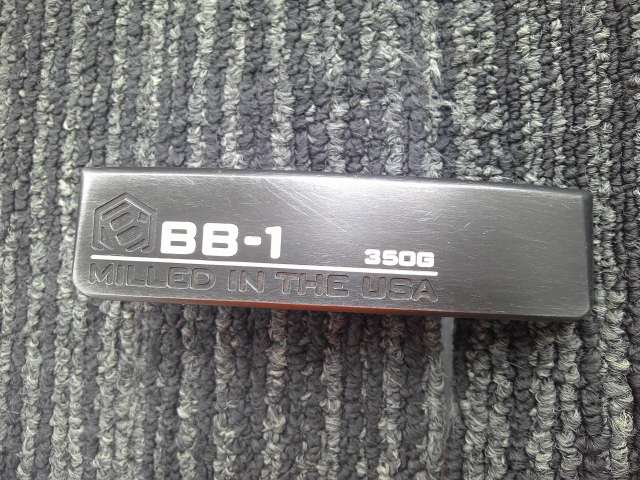 BB-1 350G
MILLED IN THE USA